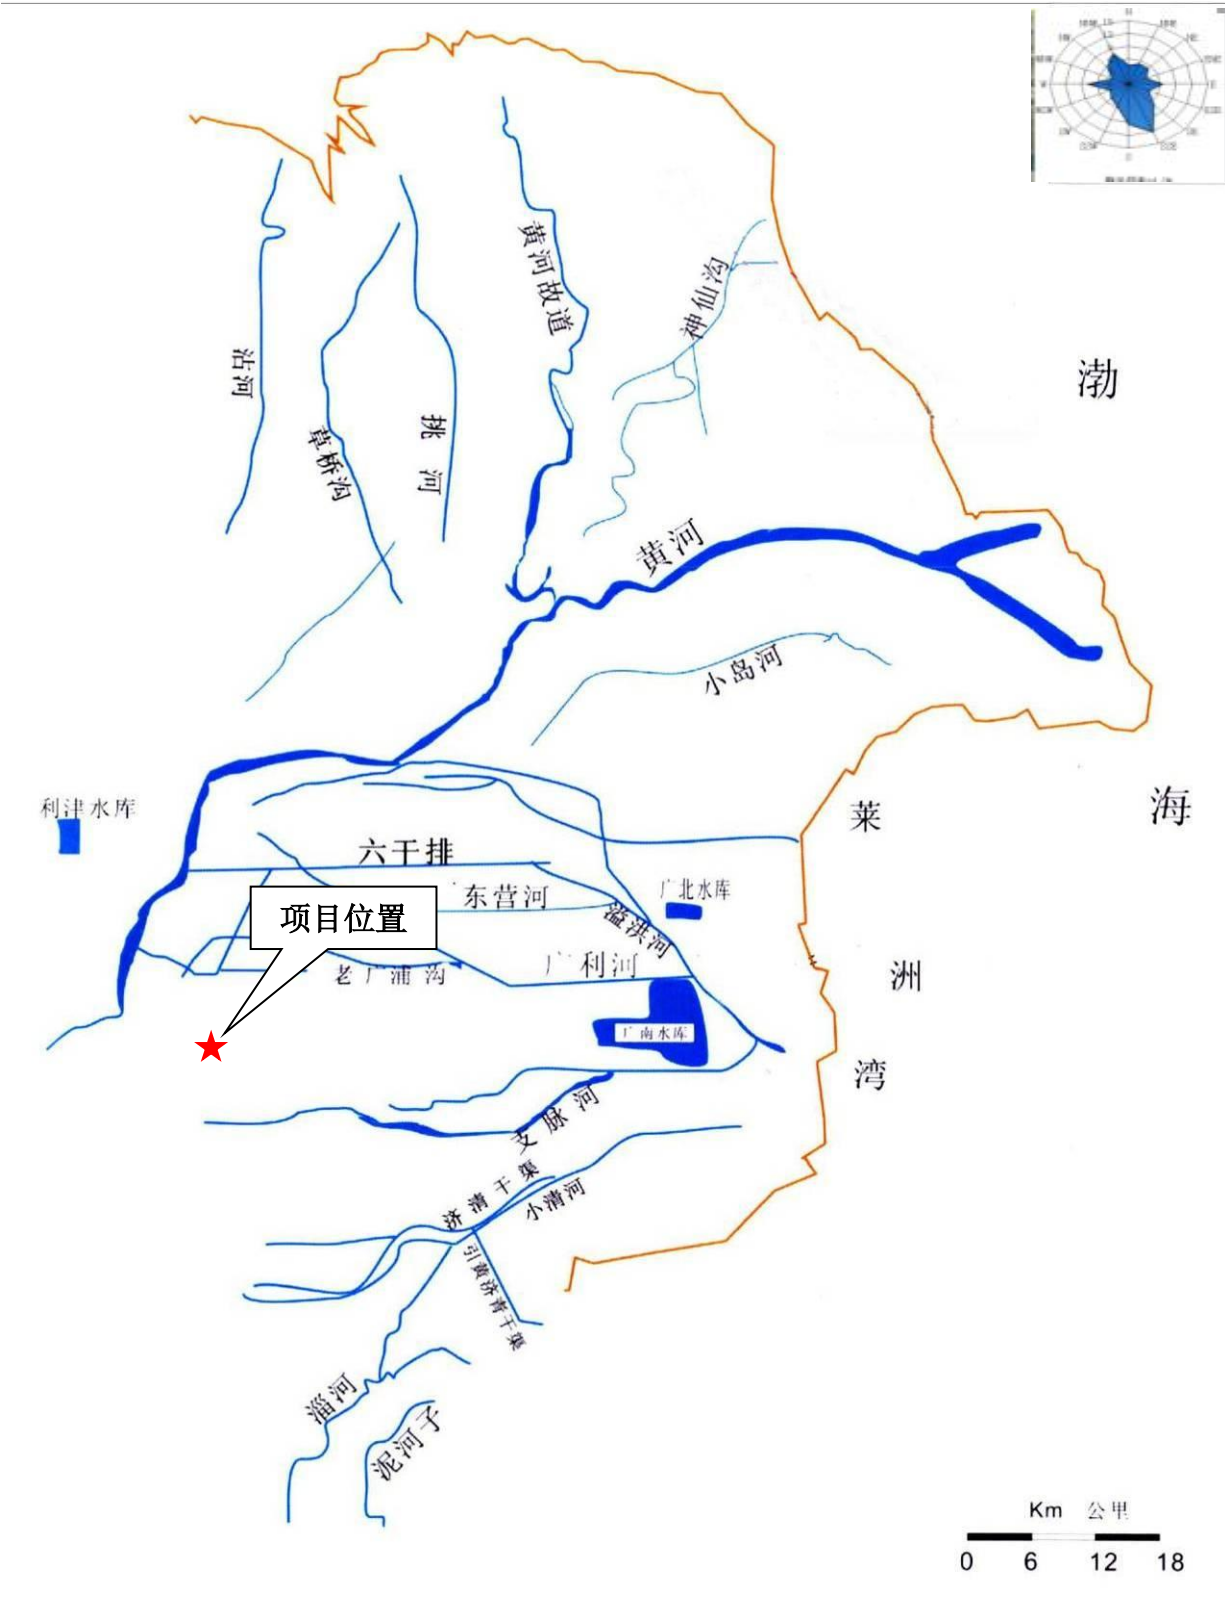 黄河故道
神仙沟
渤
沾河
挑河
草桥沟
黄河
小岛河
海
利津水库
莱
六干排
广北水库
东营河
项目位置
溢洪河
广利河
老广蒲沟
洲
广南水库
湾
支脉河
济清干渠
小清河
引黄济青干渠
淄河
泥河子
Km 公里
0 6 12 18